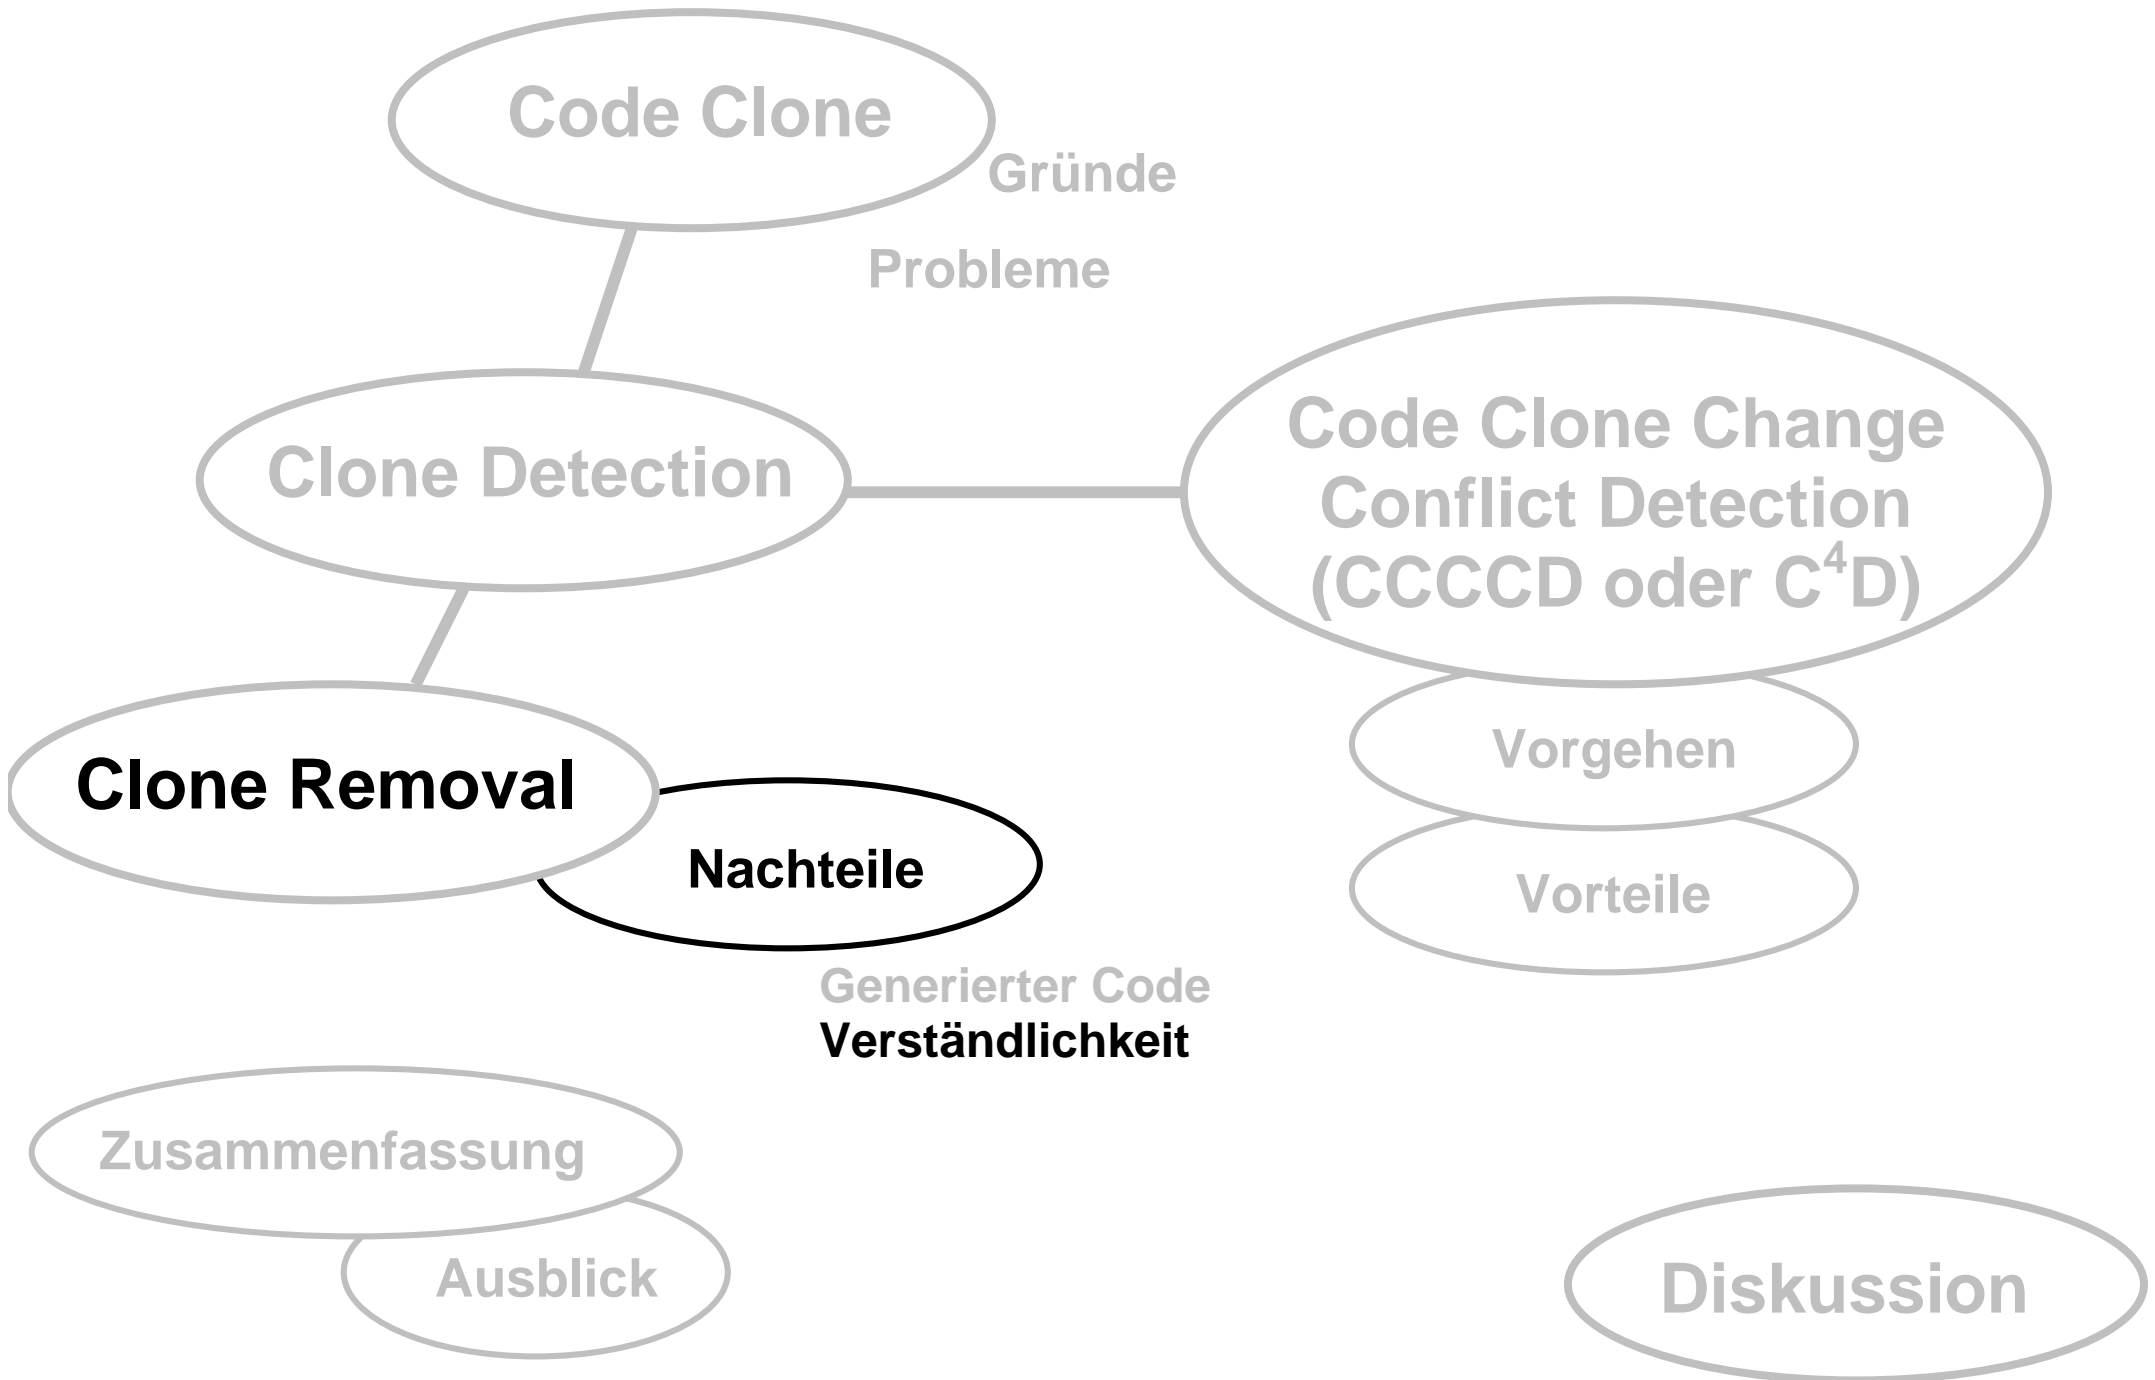 Code Clone
Gründe
Probleme
Clone Detection
Code Clone Change
Conflict Detection
(CCCCD oder C⁴D)
Clone Removal
Nachteile
Generierter Code
Verständlichkeit
Vorgehen
Vorteile
Zusammenfassung
Ausblick
Diskussion